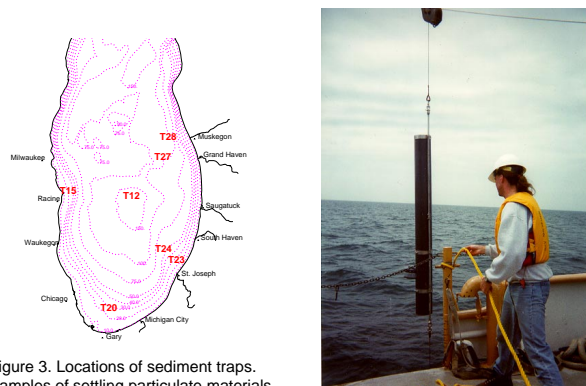 T28
Muskegon
T27
Grand Haven
Milwaukee
T15
Racine
T12
Saugatuck
South Haven
Waukegon
T24
T23
St. Joseph
Chicago
T20
Michigan City
Gary
igure 3. Locations of sediment traps.
amples of settling particulate materials